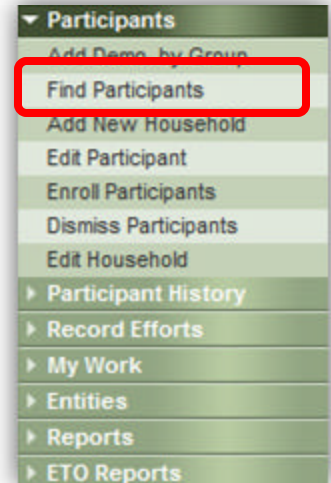 Participants
Add Demo. by Group
Find Participants
Add New Household
Edit Participant
Enroll Participants
Dismiss Participants
Edit Household
Participant History
Record Efforts
My Work
Entities
Reports
ETO Reports